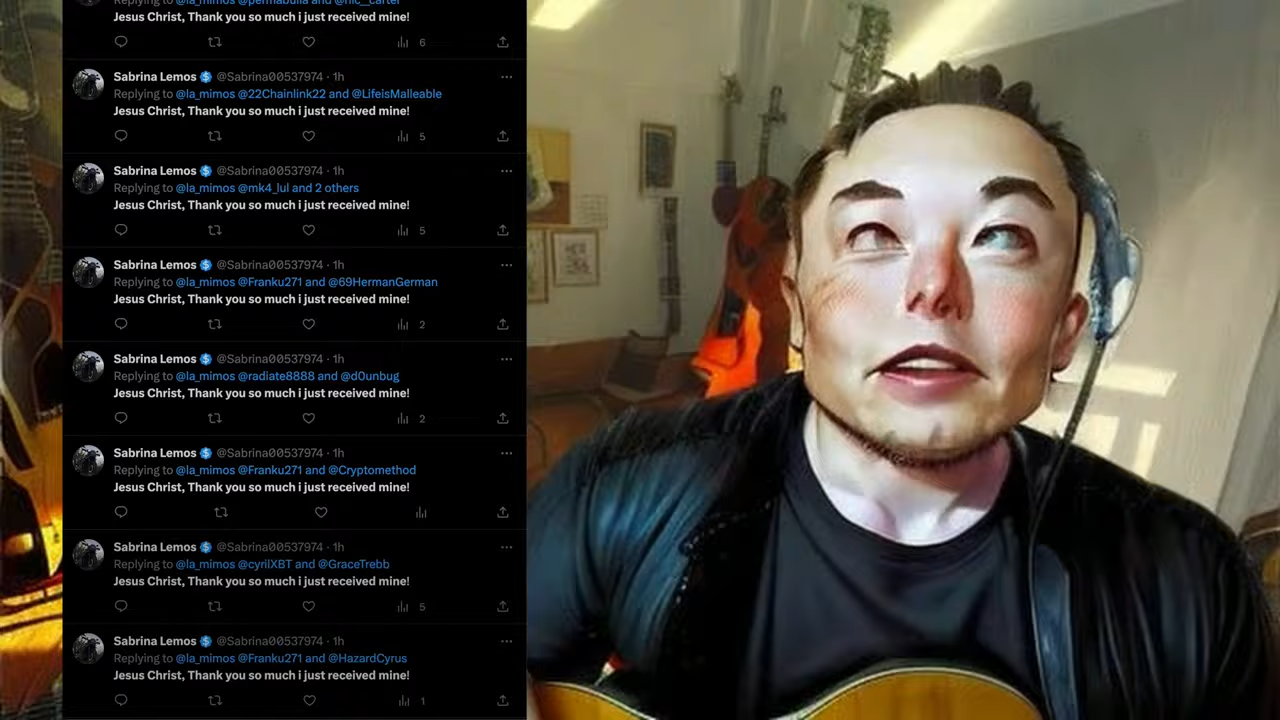 Replying to @la_mimos @permabulla and @nic__carter
Jesus Christ, Thank you so much i just received mine!
6
Sabrina Lemos @Sabrina00537974 · 1h
Replying to @la_mimos @22Chainlink22 and @LifeisMalleable
Jesus Christ, Thank you so much i just received mine!
5
Sabrina Lemos @Sabrina00537974 · 1h
Replying to @la_mimos @mk4_lul and 2 others
Jesus Christ, Thank you so much i just received mine!
5
Sabrina Lemos @Sabrina00537974 · 1h
Replying to @la_mimos @Franku271 and @69HermanGerman
Jesus Christ, Thank you so much i just received mine!
2
Sabrina Lemos @Sabrina00537974 · 1h
Replying to @la_mimos @radiate8888 and @d0unbug
Jesus Christ, Thank you so much i just received mine!
2
Sabrina Lemos @Sabrina00537974 · 1h
Replying to @la_mimos @Franku271 and @Cryptomethod
Jesus Christ, Thank you so much i just received mine!
Sabrina Lemos @Sabrina00537974 · 1h
Replying to @la_mimos @cyrilXBT and @GraceTrebb
Jesus Christ, Thank you so much i just received mine!
5
Sabrina Lemos @Sabrina00537974 · 1h
Replying to @la_mimos @Franku271 and @HazardCyrus
Jesus Christ, Thank you so much i just received mine!
1